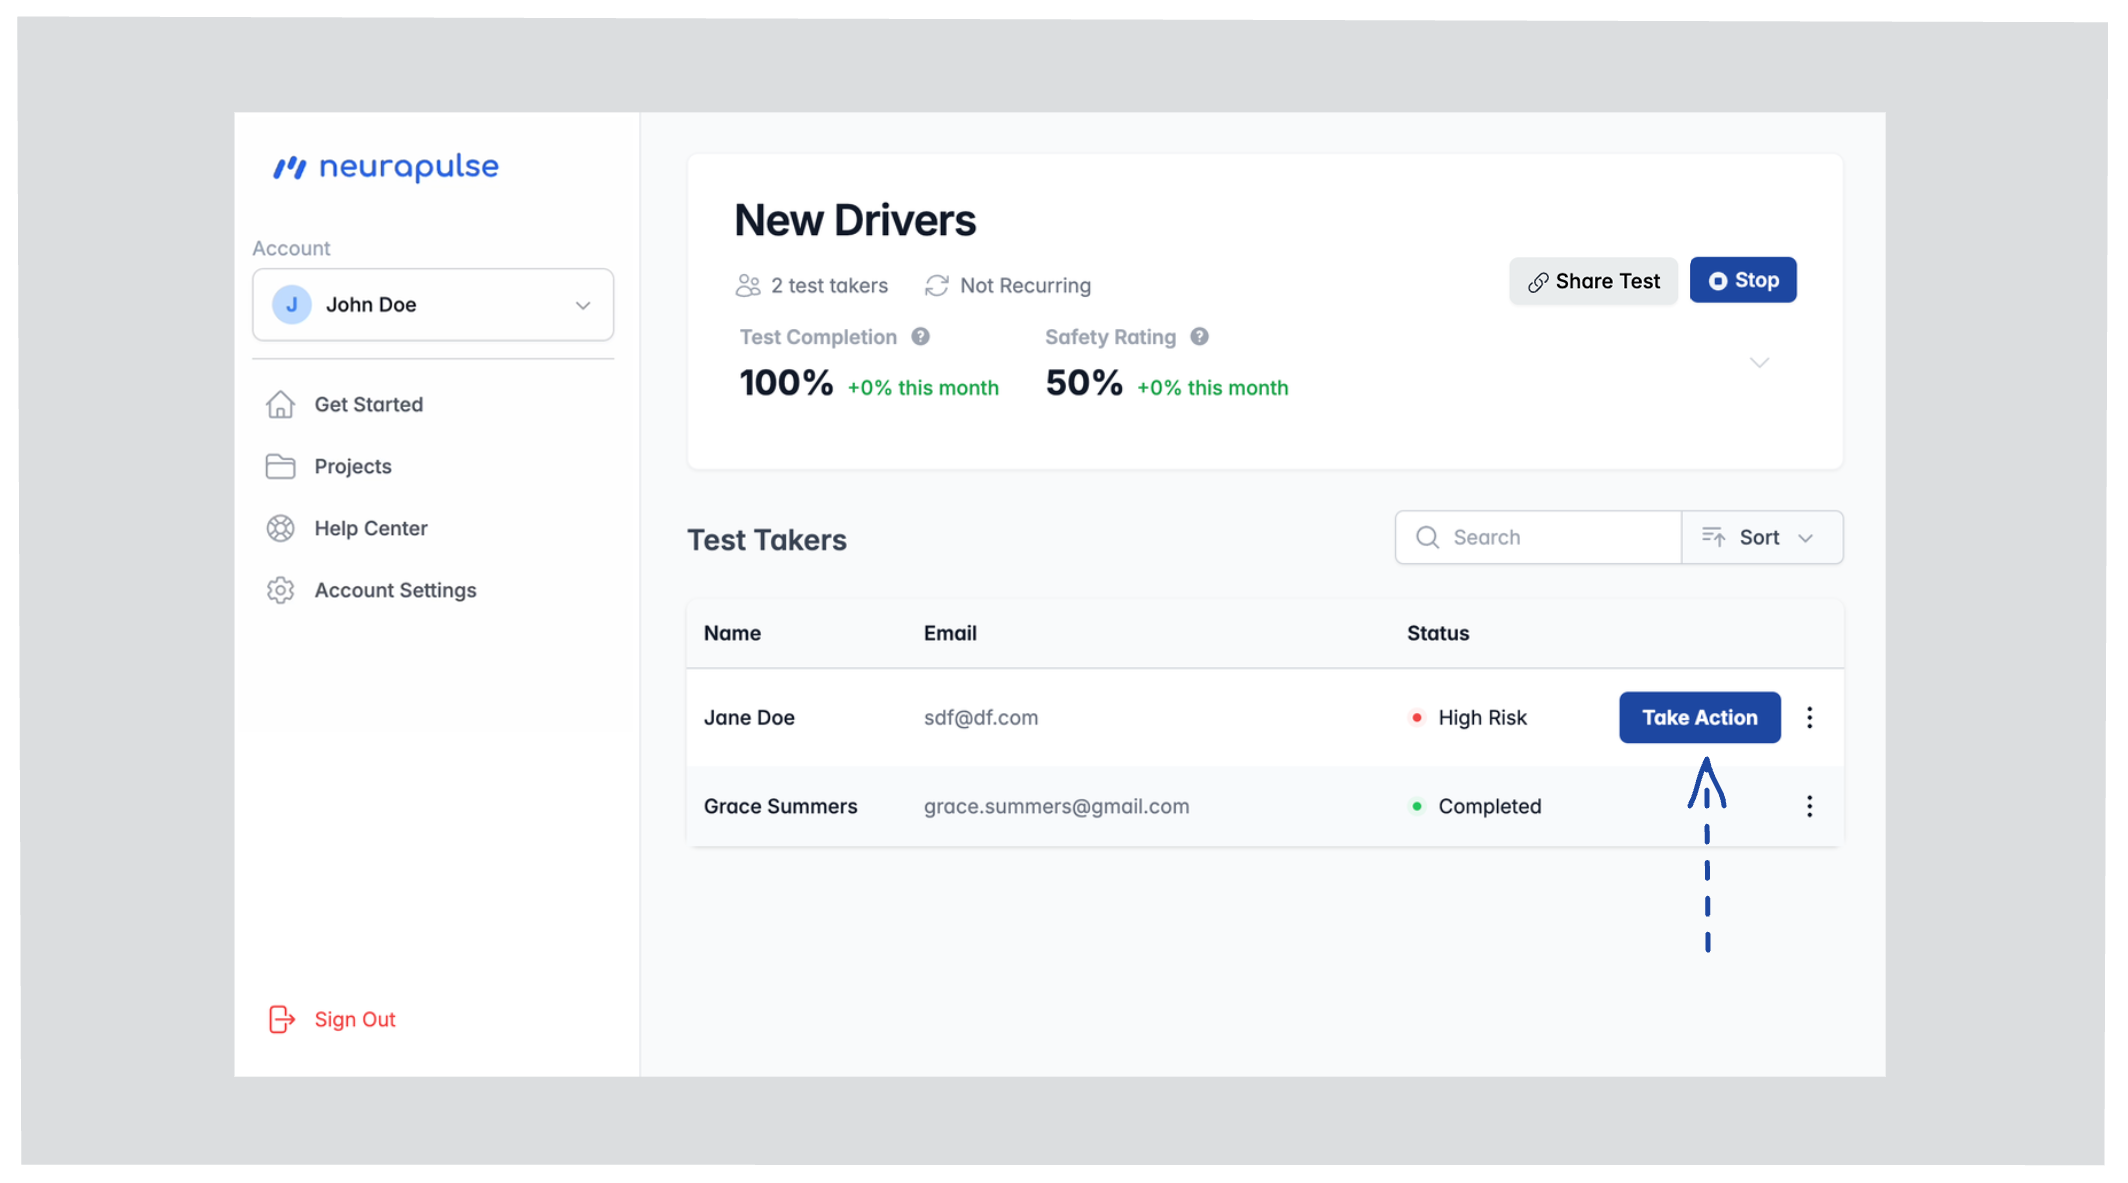 neurapulse
Account
J John Doe
Get Started
Projects
Help Center
Account Settings
Sign Out
New Drivers
2 test takers Not Recurring
Share Test Stop
Test Completion ? Safety Rating ?
100% +0% this month 50% +0% this month
Test Takers
Search Sort
Name Email Status
Jane Doe sdf@df.com High Risk Take Action
Grace Summers grace.summers@gmail.com Completed